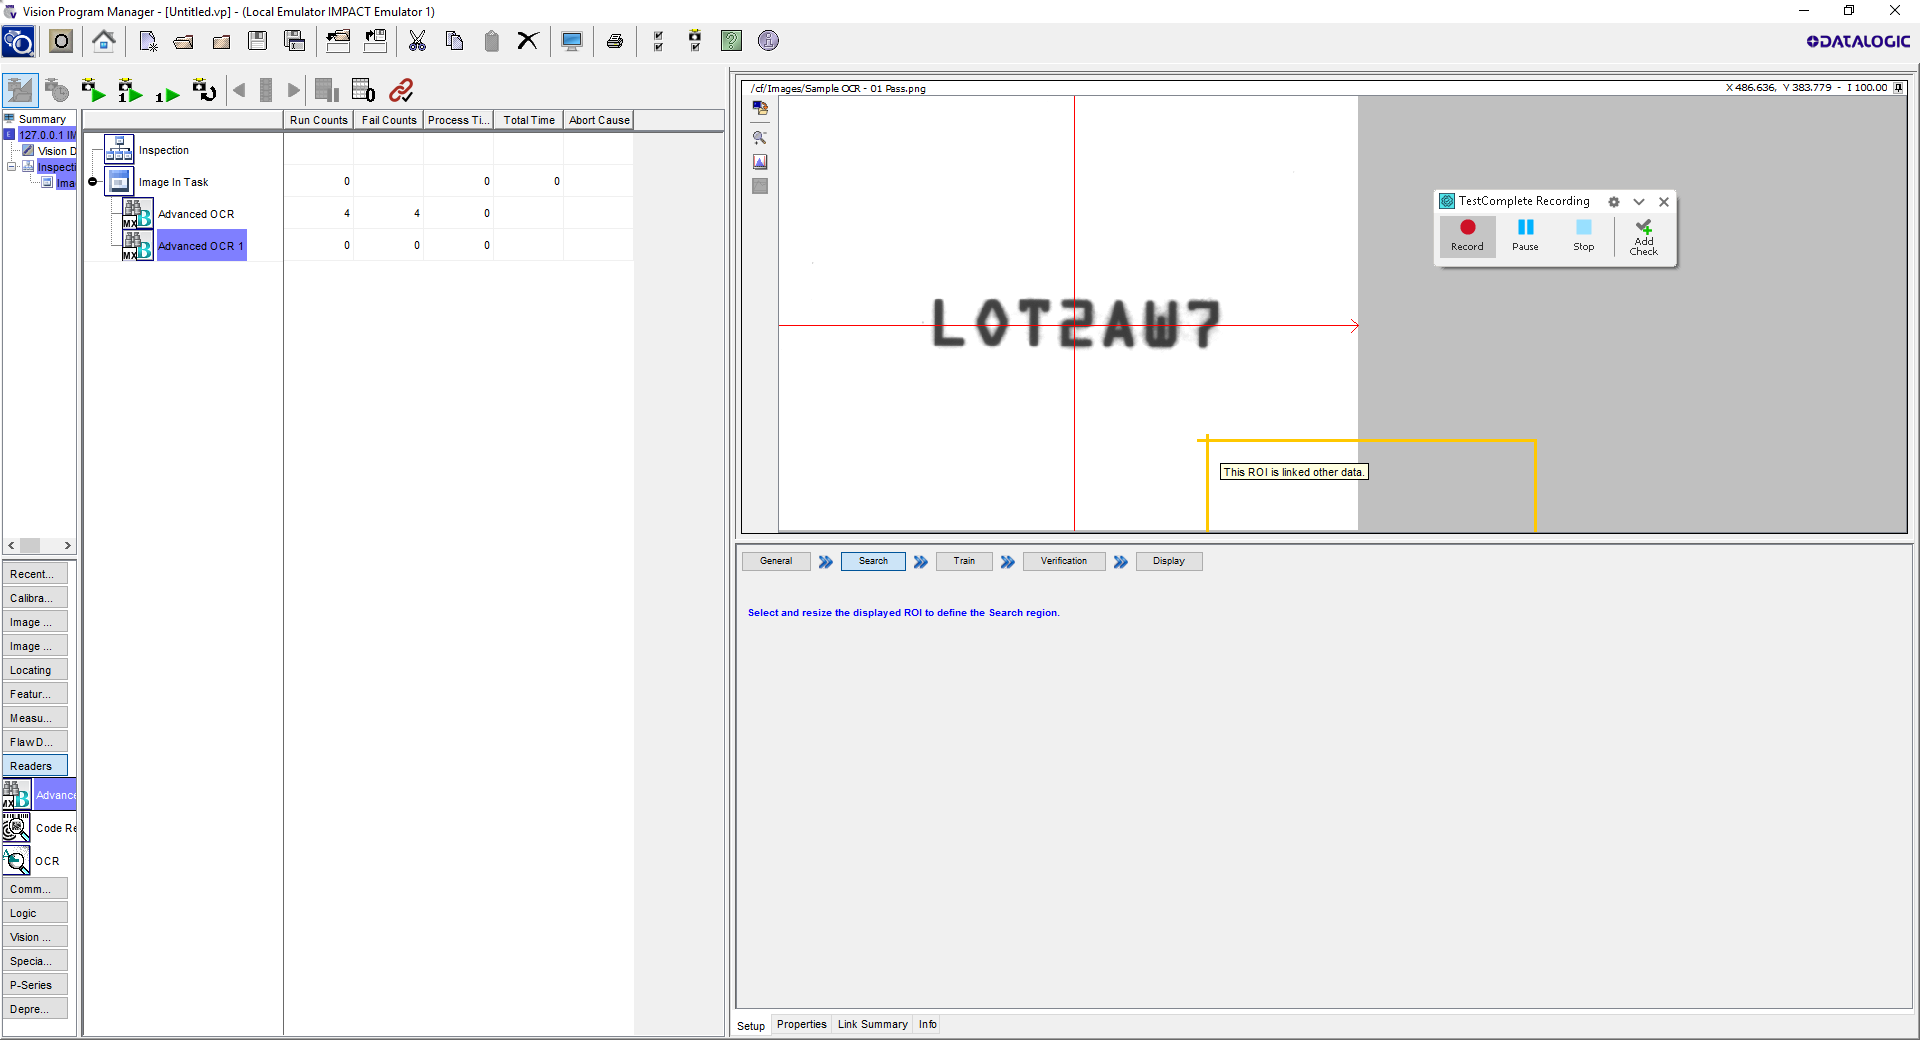 Vision Program Manager - [Untitled.vp] - (Local Emulator IMPACT Emulator 1)
DATALOGIC
Summary
127.0.0.1 IM
Vision D
Inspecti
Ima
Run Counts Fail Counts Process Ti... Total Time Abort Cause
Inspection
Image In Task 0 0 0
Advanced OCR 4 4 0
Advanced OCR 1 0 0 0
Recent...
Calibra...
Image ...
Image ...
Locating
Featur...
Measu...
Flaw D...
Readers
Advance
Code Re
OCR
Comm...
Logic
Vision ...
Specia...
P-Series
Depre...
/cf/Images/Sample OCR - 01 Pass.png
X 486.636, Y 383.779 - I 100.00
LOT2AW7
TestComplete Recording
Record Pause Stop Add Check
This ROI is linked other data.
General Search Train Verification Display
Select and resize the displayed ROI to define the Search region.
Setup Properties Link Summary Info